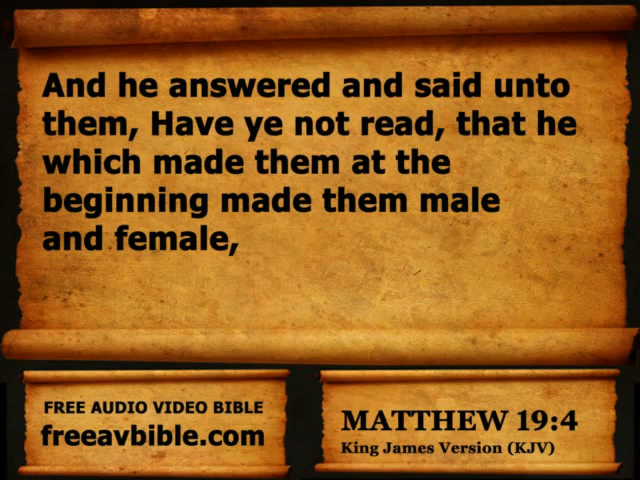 And he answered and said unto
them, Have ye not read, that he
which made them at the
beginning made them male
and female,
FREE AUDIO VIDEO BIBLE
freeavbible.com
MATTHEW 19:4
King James Version (KJV)